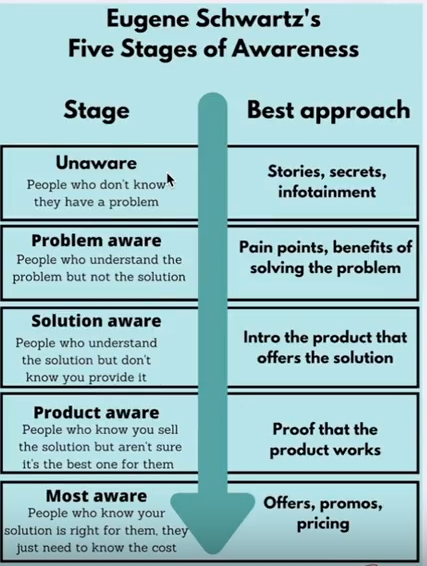 Eugene Schwartz's
Five Stages of Awareness
Stage
Best approach
Unaware
People who don't know
they have a problem
Stories, secrets,
infotainment
Problem aware
People who understand the
problem but not the solution
Pain points, benefits of
solving the problem
Solution aware
People who understand
the solution but don't
know you provide it
Intro the product that
offers the solution
Product aware
People who know you sell
the solution but aren't sure
it's the best one for them
Proof that the
product works
Most aware
People who know your
solution is right for them, they
just need to know the cost
Offers, promos,
pricing